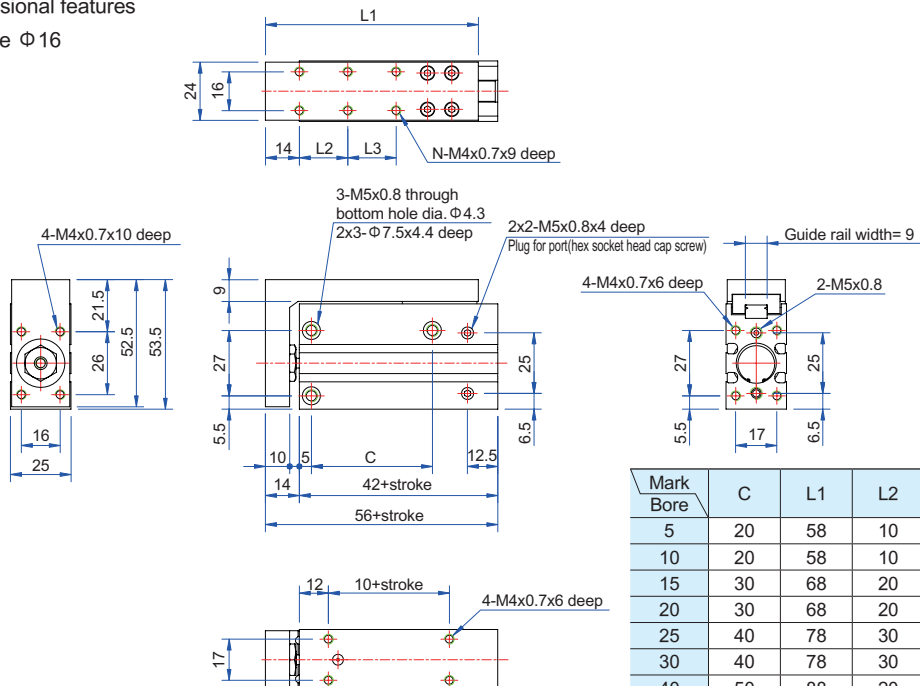 sional features
e Φ16
L1
24
16
14
L2
L3
N-M4x0.7x9 deep
3-M5x0.8 through
bottom hole dia. Φ4.3
2x3-Φ7.5x4.4 deep
2x2-M5x0.8x4 deep
Plug for port(hex socket head cap screw)
4-M4x0.7x10 deep
21.5
26
52.5
53.5
16
25
9
27
5.5
25
6.5
10
5
C
12.5
14
42+stroke
56+stroke
Guide rail width= 9
4-M4x0.7x6 deep
2-M5x0.8
27
5.5
25
6.5
17
12
10+stroke
4-M4x0.7x6 deep
17
Mark
Bore
C L1 L2
5 20 58 10
10 20 58 10
15 30 68 20
20 30 68 20
25 40 78 30
30 40 78 30